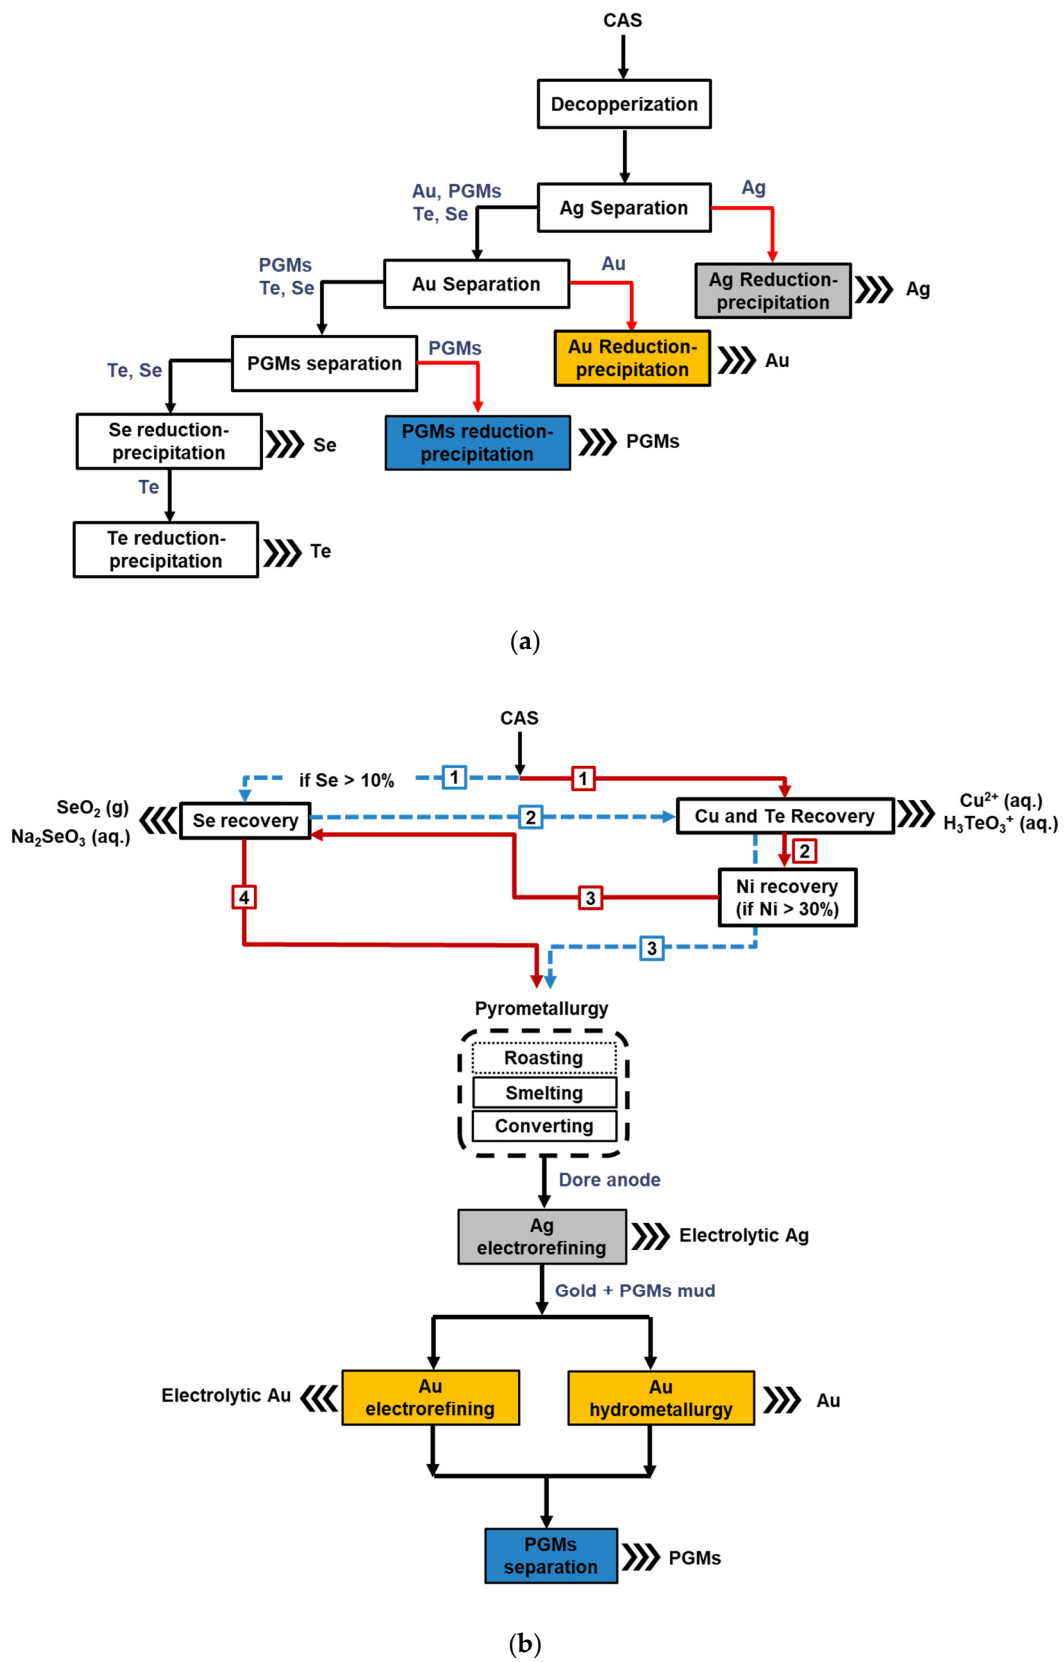 CAS
Decopperization
Au, PGMs
Te, Se
Ag Separation
Ag
PGMs
Te, Se
Au Separation
Au
Ag Reduction-
precipitation
Ag
Te, Se
PGMs separation
PGMs
Au Reduction-
precipitation
Au
Se reduction-
precipitation
Se
PGMs reduction-
precipitation
PGMs
Te
Te reduction-
precipitation
Te
(a)
CAS
if Se > 10%
1
1
SeO2 (g)
Na2SeO3 (aq.)
Se recovery
2
Cu and Te Recovery
Cu2+ (aq.)
H3TeO3+ (aq.)
2
4
3
Ni recovery
(if Ni > 30%)
3
Pyrometallurgy
Roasting
Smelting
Converting
Dore anode
Ag
electrorefining
Electrolytic Ag
Gold + PGMs mud
Electrolytic Au
Au
electrorefining
Au
hydrometallurgy
Au
PGMs
separation
PGMs
(b)